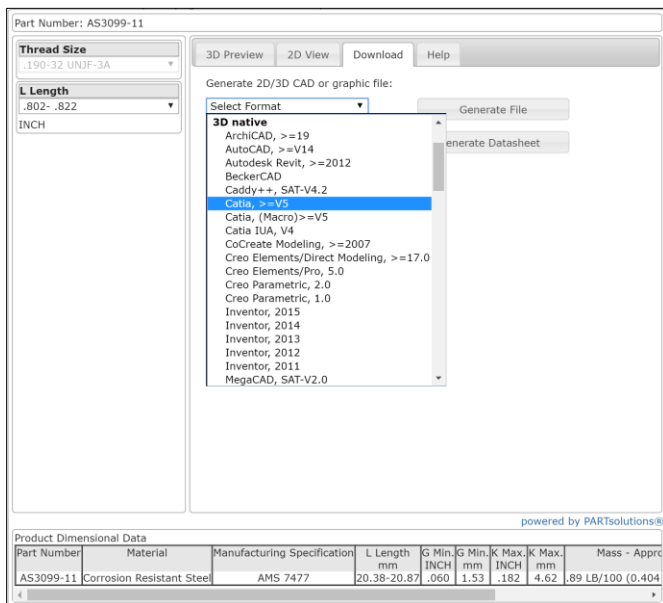 Part Number: AS3099-11
Thread Size
.190-32 UNJF-3A
L Length
.802- .822
INCH
3D Preview 2D View Download Help
Generate 2D/3D CAD or graphic file:
Select Format Generate File
3D native
ArchiCAD, >=19
AutoCAD, >=V14 enerate Datasheet
Autodesk Revit, >=2012
BeckerCAD
Caddy++, SAT-V4.2
Catia, >=V5
Catia, (Macro)>=V5
Catia IUA, V4
CoCreate Modeling, >=2007
Creo Elements/Direct Modeling, >=17.0
Creo Elements/Pro, 5.0
Creo Parametric, 2.0
Creo Parametric, 1.0
Inventor, 2015
Inventor, 2014
Inventor, 2013
Inventor, 2012
Inventor, 2011
MegaCAD, SAT-V2.0
powered by PARTsolutions®
Product Dimensional Data
Part Number Material Manufacturing Specification L Length mm G Min. INCH G Min. mm K Max. INCH K Max. mm Mass - Appro
AS3099-11 Corrosion Resistant Steel AMS 7477 20.38-20.87 .060 1.53 .182 4.62 .89 LB/100 (0.404